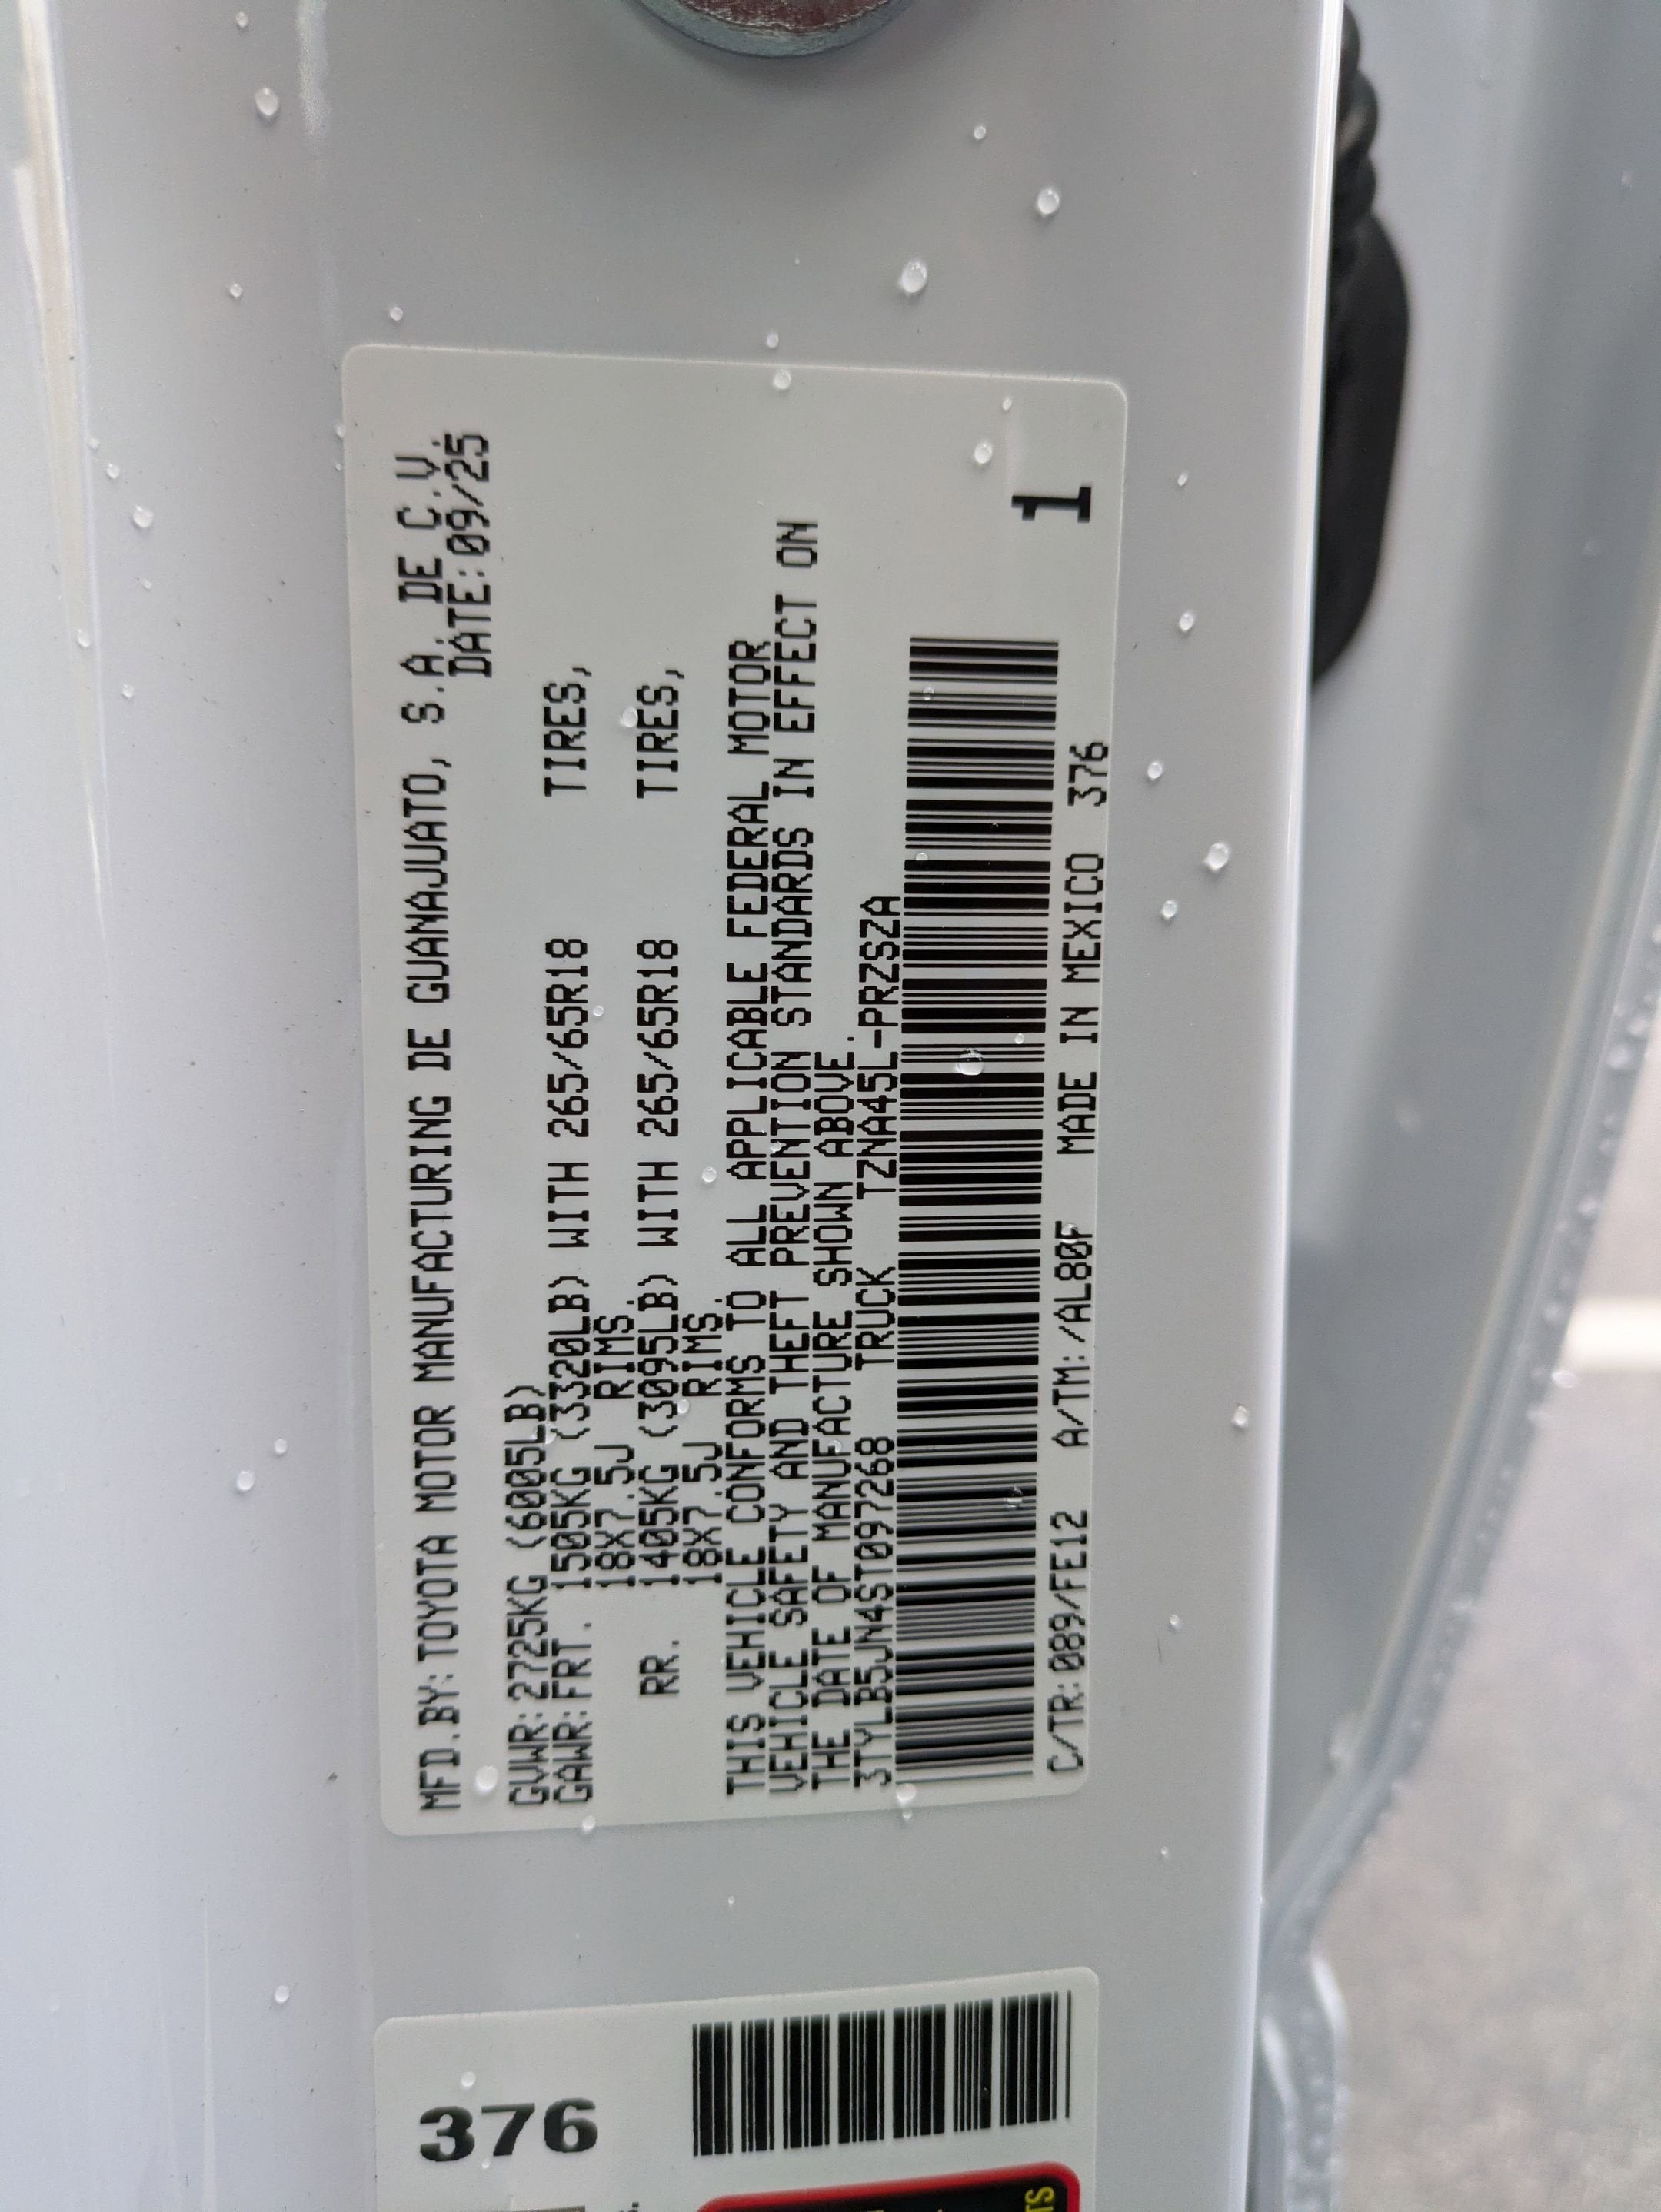 MFD.BY:TOYOTA MOTOR MANUFACTURING DE GUANAJUATO, S.A. DE C.V.
DATE:09/25
GVWR:2725KG (6005LB)
GAWR:FRT. 1505KG (3320LB) WITH 265/65R18 TIRES,
18X7.5J RIMS.
RR. 1405KG (3095LB) WITH 265/65R18 TIRES,
18X7.5J RIMS.
THIS VEHICLE CONFORMS TO ALL APPLICABLE FEDERAL MOTOR
VEHICLE SAFETY AND THEFT PREVENTION STANDARDS IN EFFECT ON
THE DATE OF MANUFACTURE SHOWN ABOVE.
3TYLB5JN4ST097268 TRUCK TZNA45L-PRZSZA
1
C/TR:089/FE12 A/TM:/AL80F MADE IN MEXICO 376
376